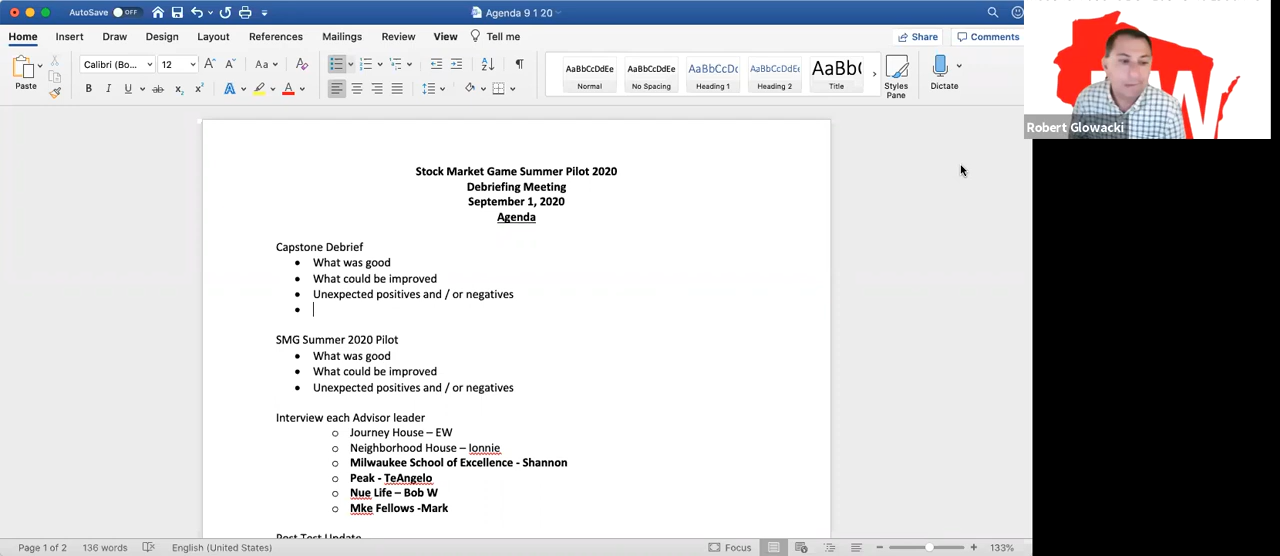 AutoSave OFF
Agenda 9 1 20
Home Insert Draw Design Layout References Mailings Review View Tell me Share Comments
Paste
Calibri (Bo... 12
AaBbCcDdEe AaBbCcDdEe AaBbCcDc AaBbCcDdEe AaBb(
Normal No Spacing Heading 1 Heading 2 Title Styles Pane Dictate
EW
Robert Glowacki
Stock Market Game Summer Pilot 2020
Debriefing Meeting
September 1, 2020
Agenda
Capstone Debrief
• What was good
• What could be improved
• Unexpected positives and / or negatives
•
SMG Summer 2020 Pilot
• What was good
• What could be improved
• Unexpected positives and / or negatives
Interview each Advisor leader
o Journey House – EW
o Neighborhood House – Ionnie
o Milwaukee School of Excellence - Shannon
o Peak - TeAngelo
o Nue Life – Bob W
o Mke Fellows -Mark
Post Test Update
Page 1 of 2 136 words English (United States) Focus 133%